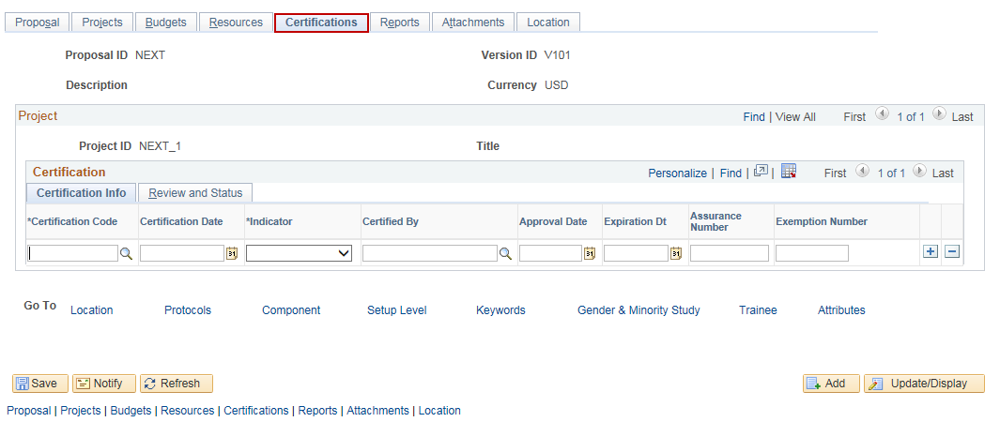 Proposal Projects Budgets Resources Certifications Reports Attachments Location
Proposal ID NEXT Version ID V101
Description Currency USD
Project Find | View All First 1 of 1 Last
Project ID NEXT_1 Title
Certification Personalize | Find | | First 1 of 1 Last
Certification Info Review and Status
*Certification Code Certification Date *Indicator Certified By Approval Date Expiration Dt Assurance Number Exemption Number
31 31 31
Go To Location Protocols Component Setup Level Keywords Gender & Minority Study Trainee Attributes
Save Notify Refresh Add Update/Display
Proposal | Projects | Budgets | Resources | Certifications | Reports | Attachments | Location